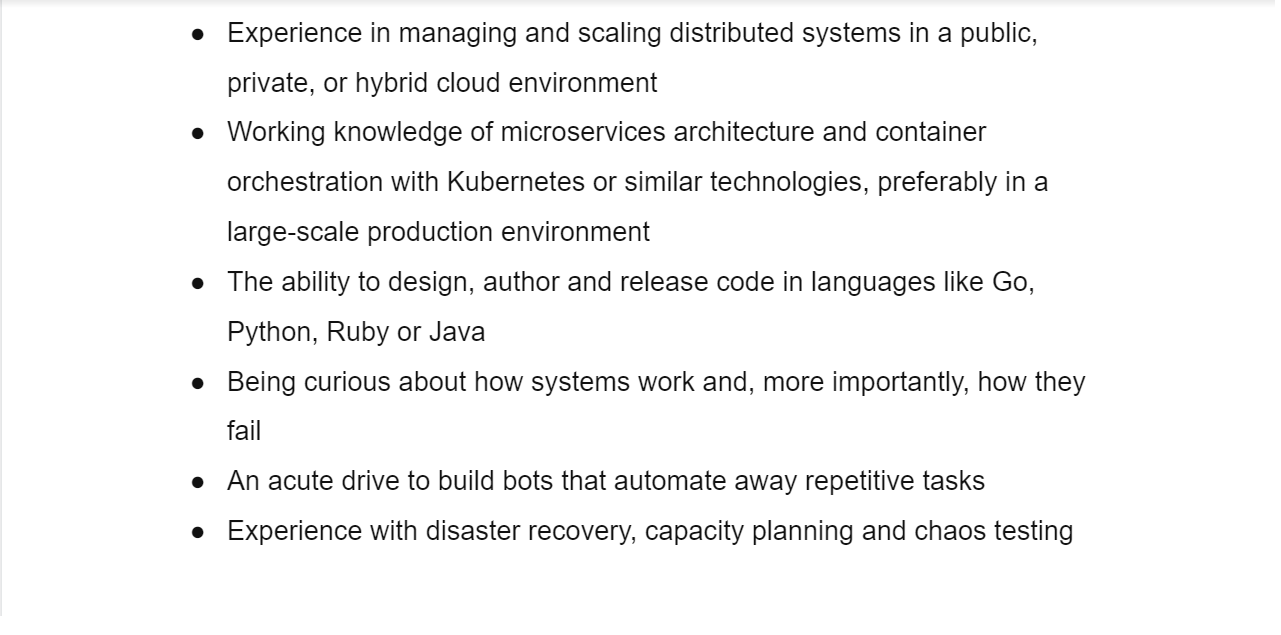 ● Experience in managing and scaling distributed systems in a public,
private, or hybrid cloud environment
● Working knowledge of microservices architecture and container
orchestration with Kubernetes or similar technologies, preferably in a
large-scale production environment
● The ability to design, author and release code in languages like Go,
Python, Ruby or Java
● Being curious about how systems work and, more importantly, how they
fail
● An acute drive to build bots that automate away repetitive tasks
● Experience with disaster recovery, capacity planning and chaos testing